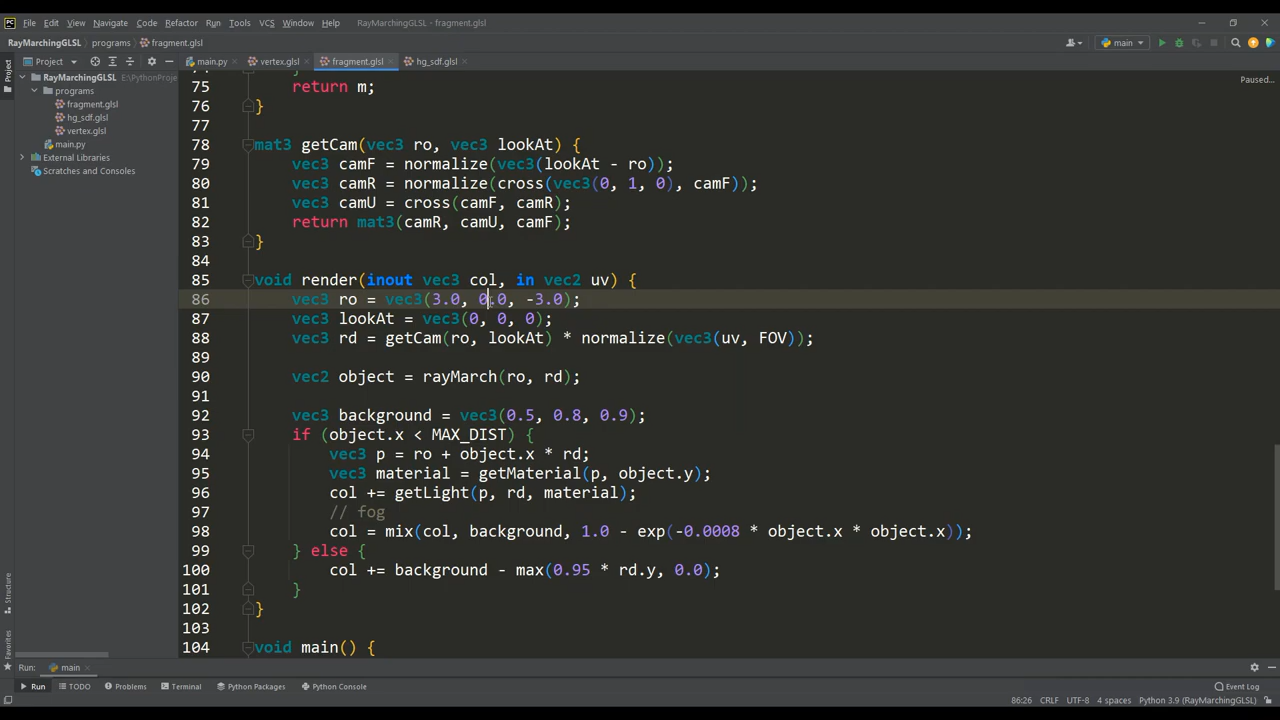 PC File Edit View Navigate Code Refactor Run Tools VCS Window Help RayMarchingGLSL - fragment.glsl
RayMarchingGLSL programs fragment.glsl main
Project main.py vertex.glsl fragment.glsl hg_sdf.glsl
Project
RayMarchingGLSL E:\PythonProje
programs
fragment.glsl
hg_sdf.glsl
vertex.glsl
main.py
External Libraries
Scratches and Consoles
Structure
Favorites
Paused...
75 return m;
76 }
77
78 mat3 getCam(vec3 ro, vec3 lookAt) {
79 vec3 camF = normalize(vec3(lookAt - ro));
80 vec3 camR = normalize(cross(vec3(0, 1, 0), camF));
81 vec3 camU = cross(camF, camR);
82 return mat3(camR, camU, camF);
83 }
84
85 void render(inout vec3 col, in vec2 uv) {
86 vec3 ro = vec3(3.0, 0.0, -3.0);
87 vec3 lookAt = vec3(0, 0, 0);
88 vec3 rd = getCam(ro, lookAt) * normalize(vec3(uv, FOV));
89
90 vec2 object = rayMarch(ro, rd);
91
92 vec3 background = vec3(0.5, 0.8, 0.9);
93 if (object.x < MAX_DIST) {
94 vec3 p = ro + object.x * rd;
95 vec3 material = getMaterial(p, object.y);
96 col += getLight(p, rd, material);
97 // fog
98 col = mix(col, background, 1.0 - exp(-0.0008 * object.x * object.x));
99 } else {
100 col += background - max(0.95 * rd.y, 0.0);
101 }
102 }
103
104 void main() {
Run: main
Run TODO Problems Terminal Python Packages Python Console Event Log
86:26 CRLF UTF-8 4 spaces Python 3.9 (RayMarchingGLSL)